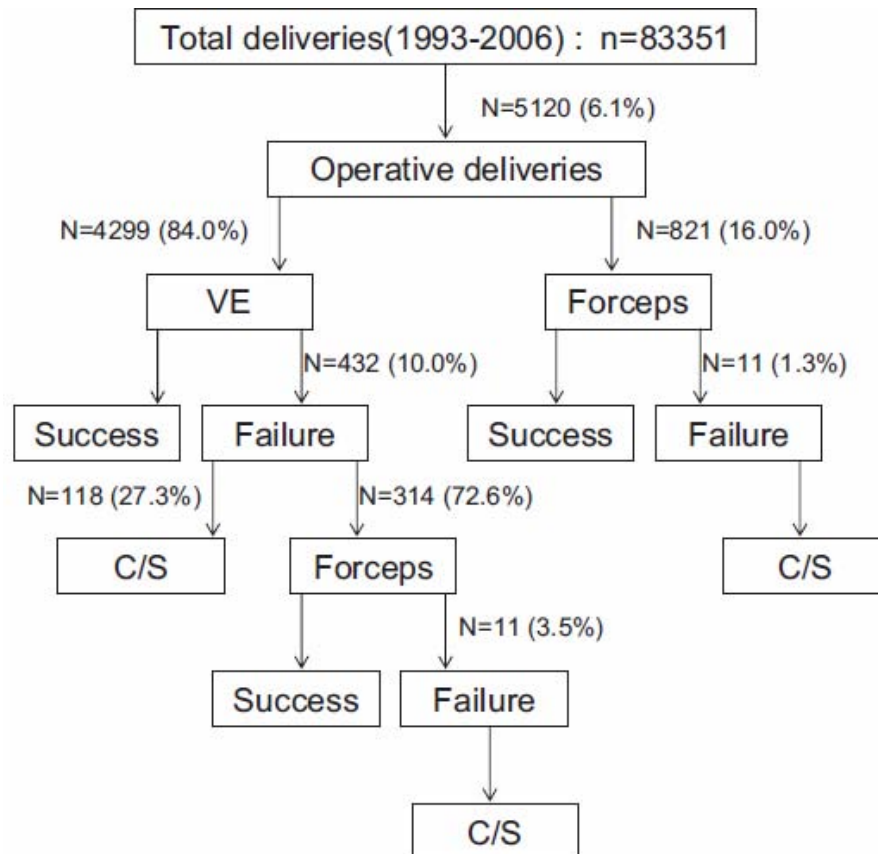 Total deliveries(1993-2006) : n=83351
N=5120 (6.1%)
Operative deliveries
N=4299 (84.0%)
N=821 (16.0%)
VE
Forceps
N=432 (10.0%)
N=11 (1.3%)
Success
Failure
Success
Failure
N=118 (27.3%)
N=314 (72.6%)
C/S
Forceps
C/S
N=11 (3.5%)
Success
Failure
C/S